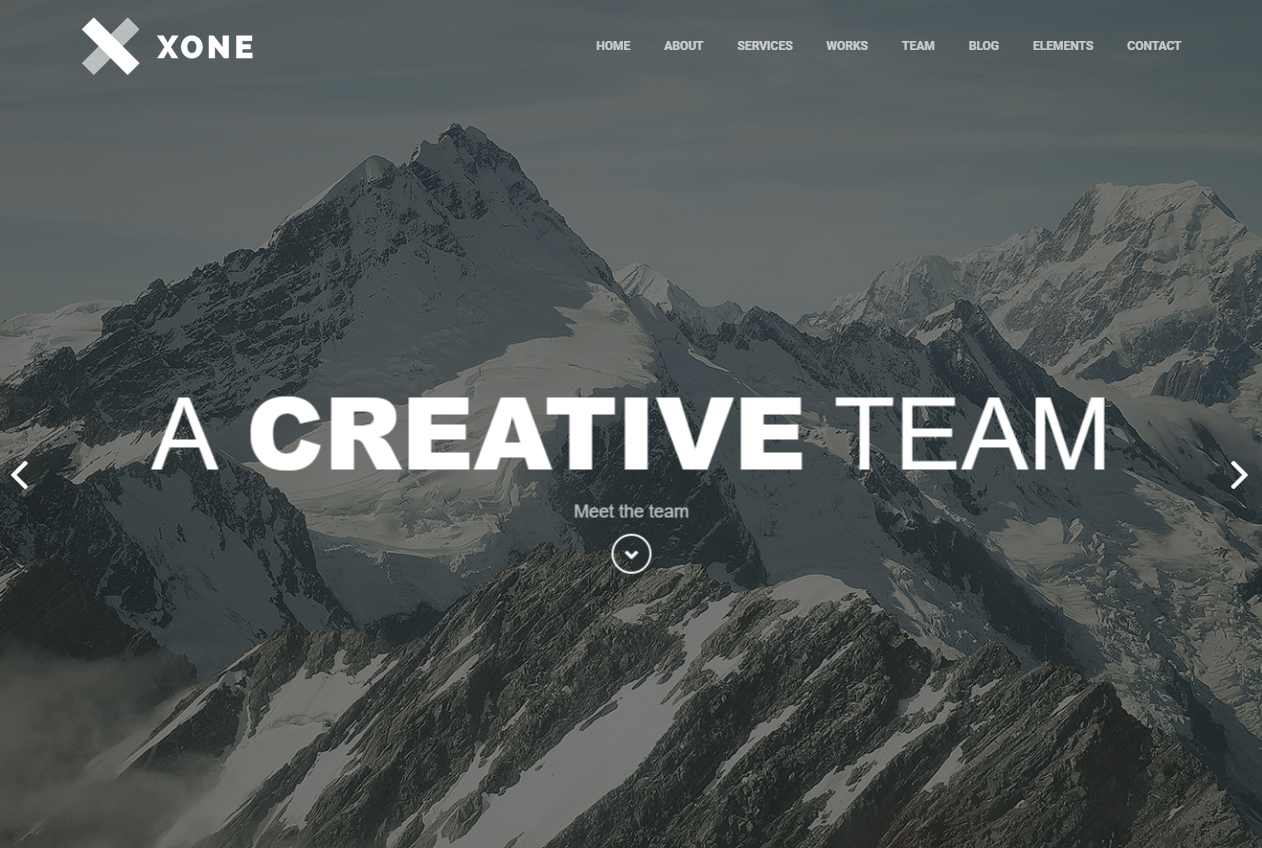 XONE
HOME ABOUT SERVICES WORKS TEAM BLOG ELEMENTS CONTACT
A CREATIVE TEAM
Meet the team